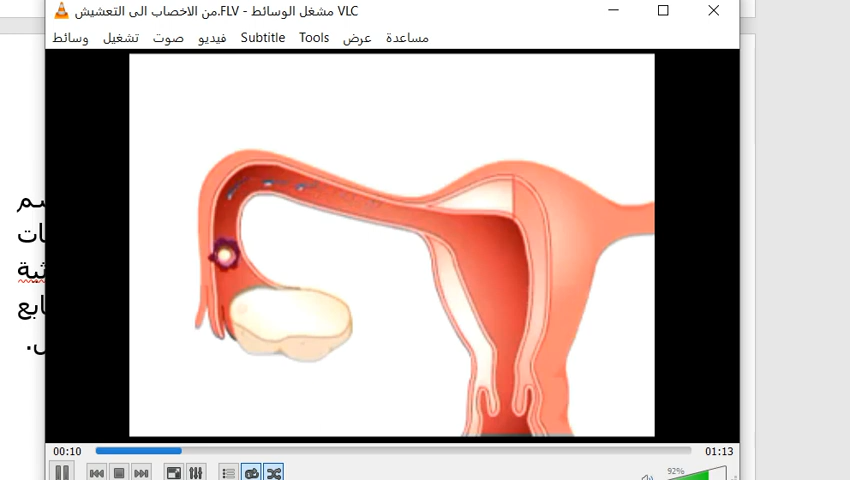 من الاخصاب الى التعشيش.FLV - مشغل الوسائط VLC
وسائط تشغيل صوت فيديو Subtitle Tools عرض مساعدة
00:10
01:13
92%